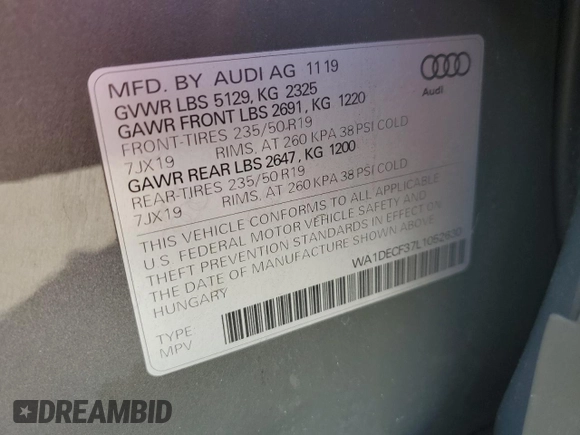 MFD. BY AUDI AG 11 19
GVWR LBS 5129, KG 2325
GAWR FRONT LBS 2691, KG 1220
FRONT-TIRES 235/50 R19
7JX19 RIMS, AT 260 KPA 38 PSI COLD
GAWR REAR LBS 2647, KG 1200
REAR-TIRES 235/50 R19
7JX19 RIMS, AT 260 KPA 38 PSI COLD
THIS VEHICLE CONFORMS TO ALL APPLICABLE
U.S. FEDERAL MOTOR VEHICLE SAFETY AND
THEFT PREVENTION STANDARDS IN EFFECT ON
THE DATE OF MANUFACTURE SHOWN ABOVE
HUNGARY
TYPE
MPV
Audi
DREAMBID